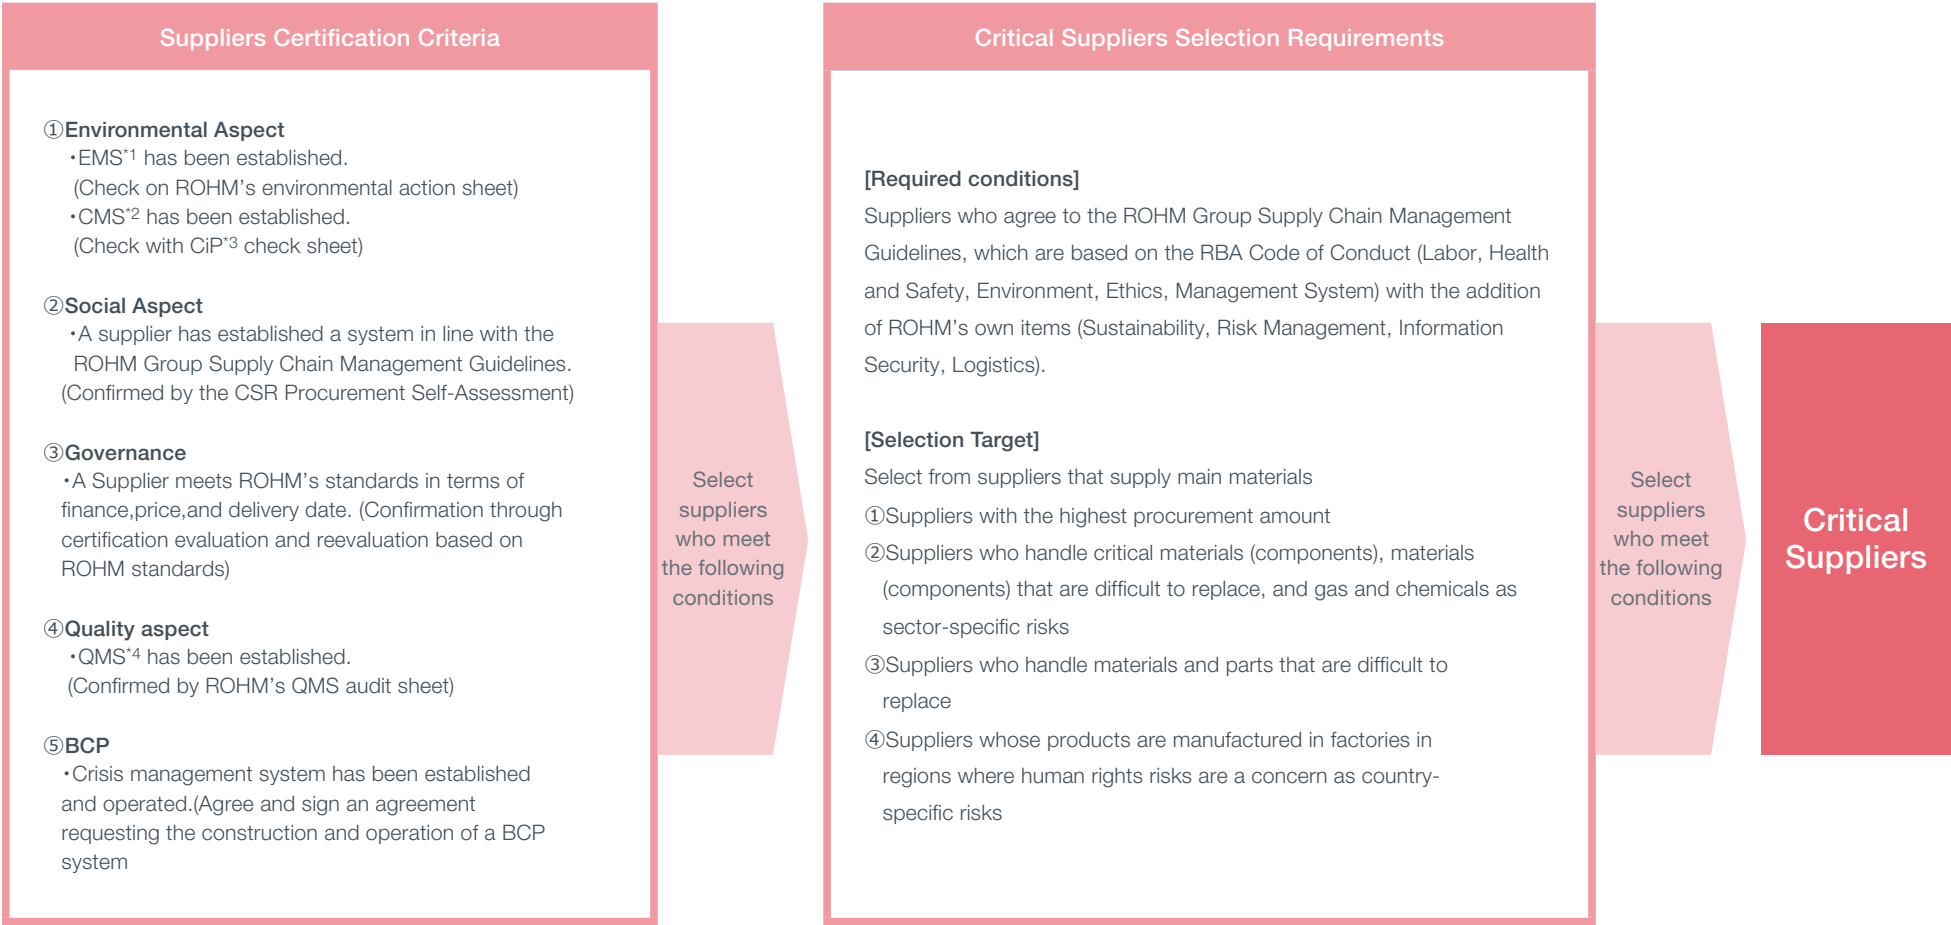 Suppliers Certification Criteria
①Environmental Aspect
・EMS*1 has been established.
(Check on ROHM’s environmental action sheet)
・CMS*2 has been established.
(Check with CiP*3 check sheet)
②Social Aspect
・A supplier has established a system in line with the
ROHM Group Supply Chain Management Guidelines.
(Confirmed by the CSR Procurement Self-Assessment)
③Governance
・A Supplier meets ROHM’s standards in terms of
finance,price,and delivery date. (Confirmation through
certification evaluation and reevaluation based on
ROHM standards)
④Quality aspect
・QMS*4 has been established.
(Confirmed by ROHM’s QMS audit sheet)
⑤BCP
・Crisis management system has been established
and operated.(Agree and sign an agreement
requesting the construction and operation of a BCP
system
Select
suppliers
who meet
the following
conditions
Critical Suppliers Selection Requirements
[Required conditions]
Suppliers who agree to the ROHM Group Supply Chain Management
Guidelines, which are based on the RBA Code of Conduct (Labor, Health
and Safety, Environment, Ethics, Management System) with the addition
of ROHM’s own items (Sustainability, Risk Management, Information
Security, Logistics).
[Selection Target]
Select from suppliers that supply main materials
①Suppliers with the highest procurement amount
②Suppliers who handle critical materials (components), materials
(components) that are difficult to replace, and gas and chemicals as
sector-specific risks
③Suppliers who handle materials and parts that are difficult to
replace
④Suppliers whose products are manufactured in factories in
regions where human rights risks are a concern as country-
specific risks
Select
suppliers
who meet
the following
conditions
Critical
Suppliers